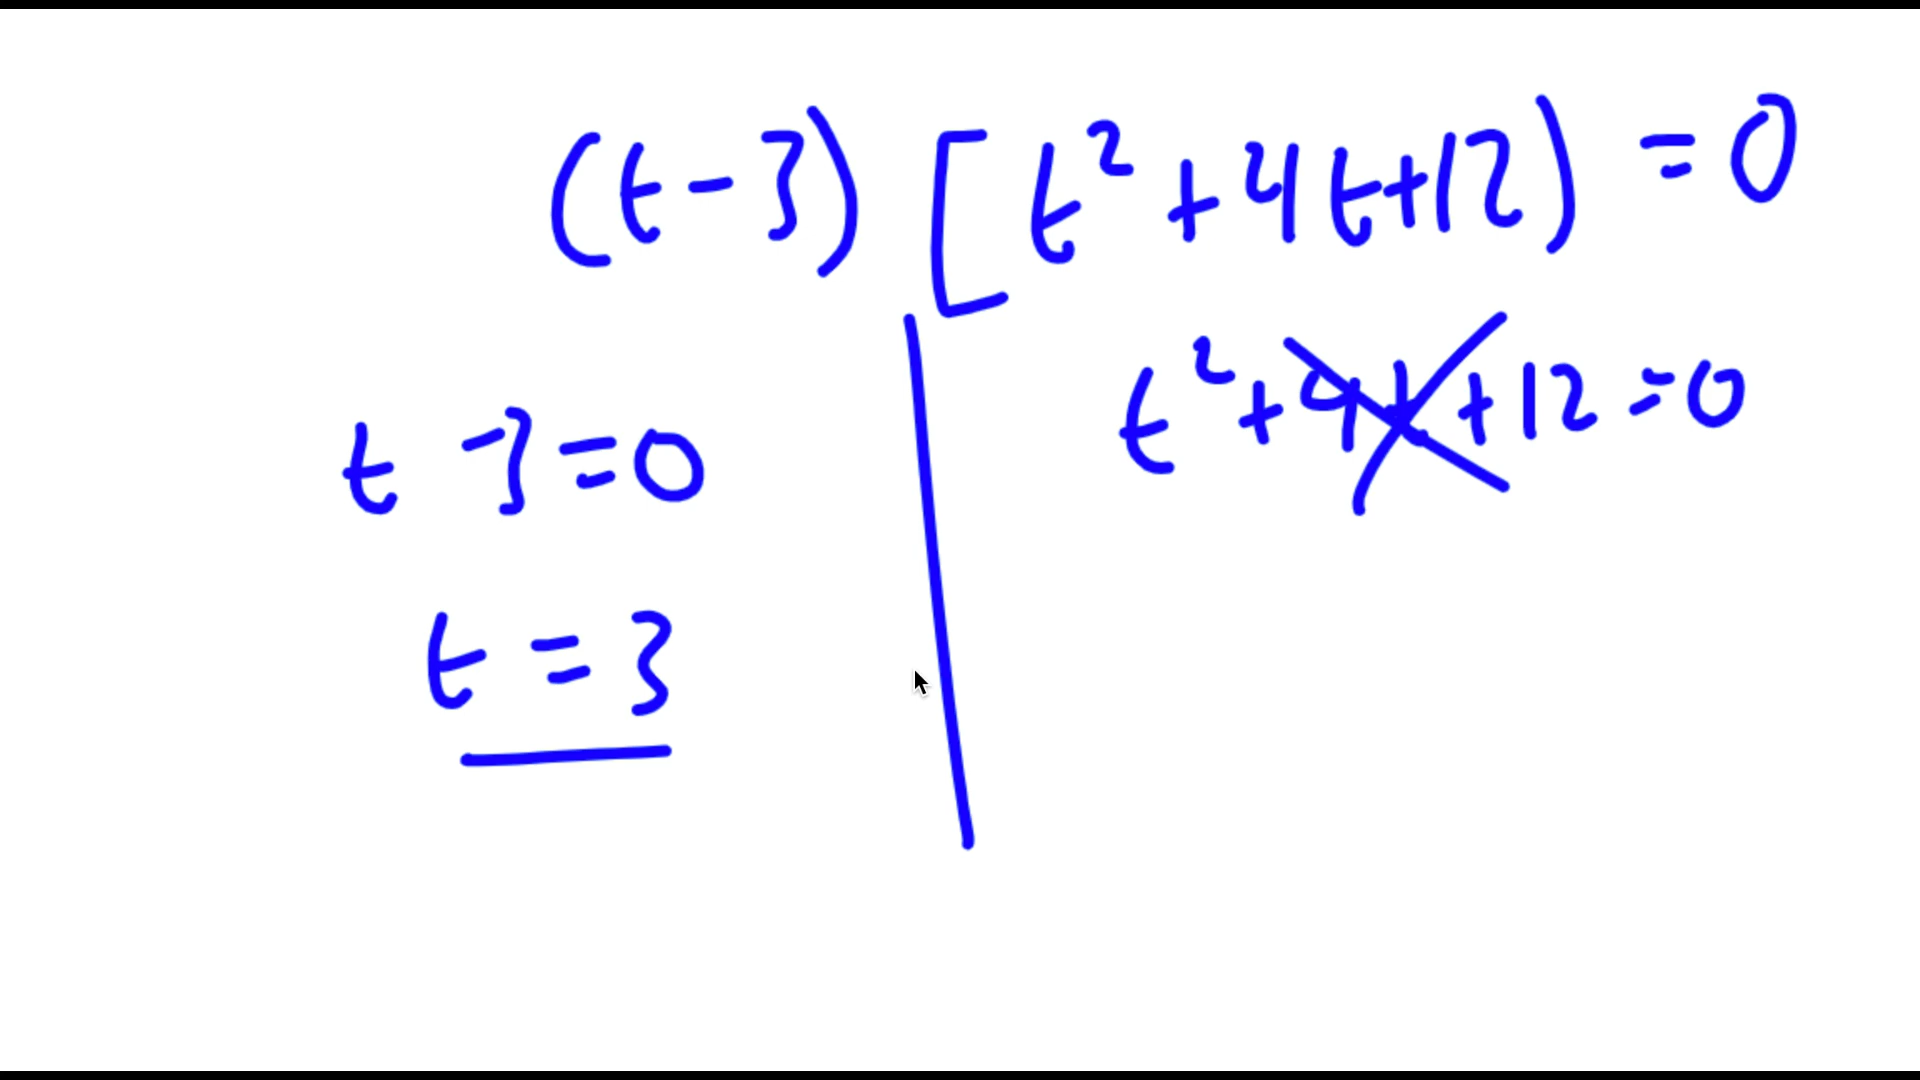 (t-3) [t²+4t+12) = 0
t-3=0
t=3
t²+4t+12=0